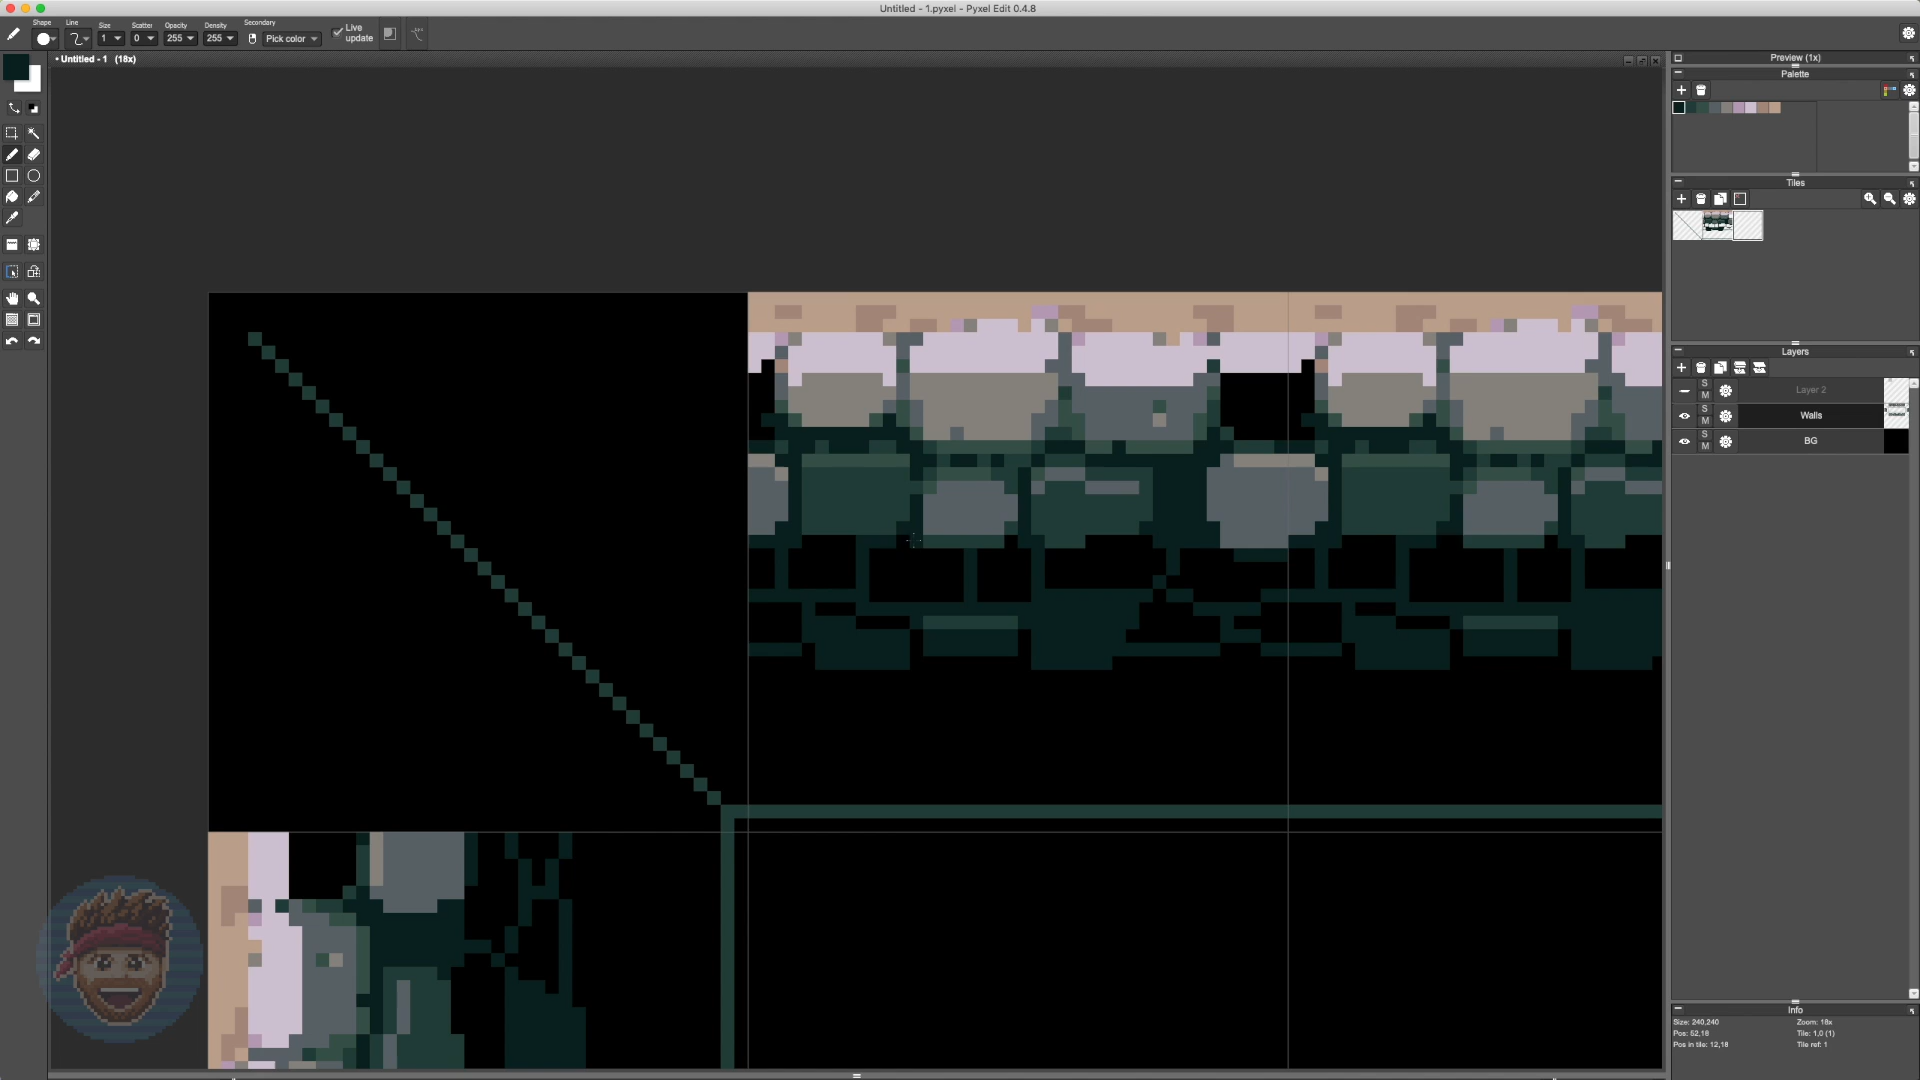 Untitled - 1.pyxel - Pyxel Edit 0.4.8
Shape Line Size Scatter Opacity Density Secondary
1 0 255 255 Pick color Live update
• Untitled - 1 (18x)
Preview (1x)
Palette
Tiles
Layers
S
M
Layer 2
S
M
Walls
S
M
BG
Info
Size: 240,240 Zoom: 18x
Pos: 52,18 Tile: 1,0 (1)
Pos in tile: 12,18 Tile ref: 1